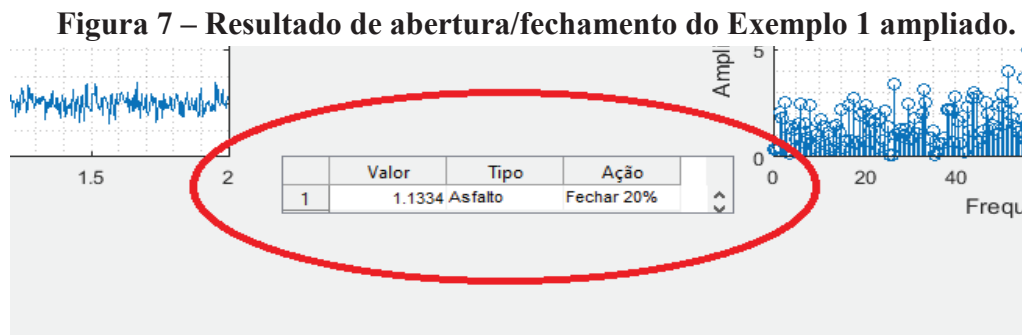 Figura 7 – Resultado de abertura/fechamento do Exemplo 1 ampliado.
5
Ampli
0
1.5
2
0
20
40
Frequ
Valor Tipo Ação
1 1.1334 Asfalto Fechar 20%